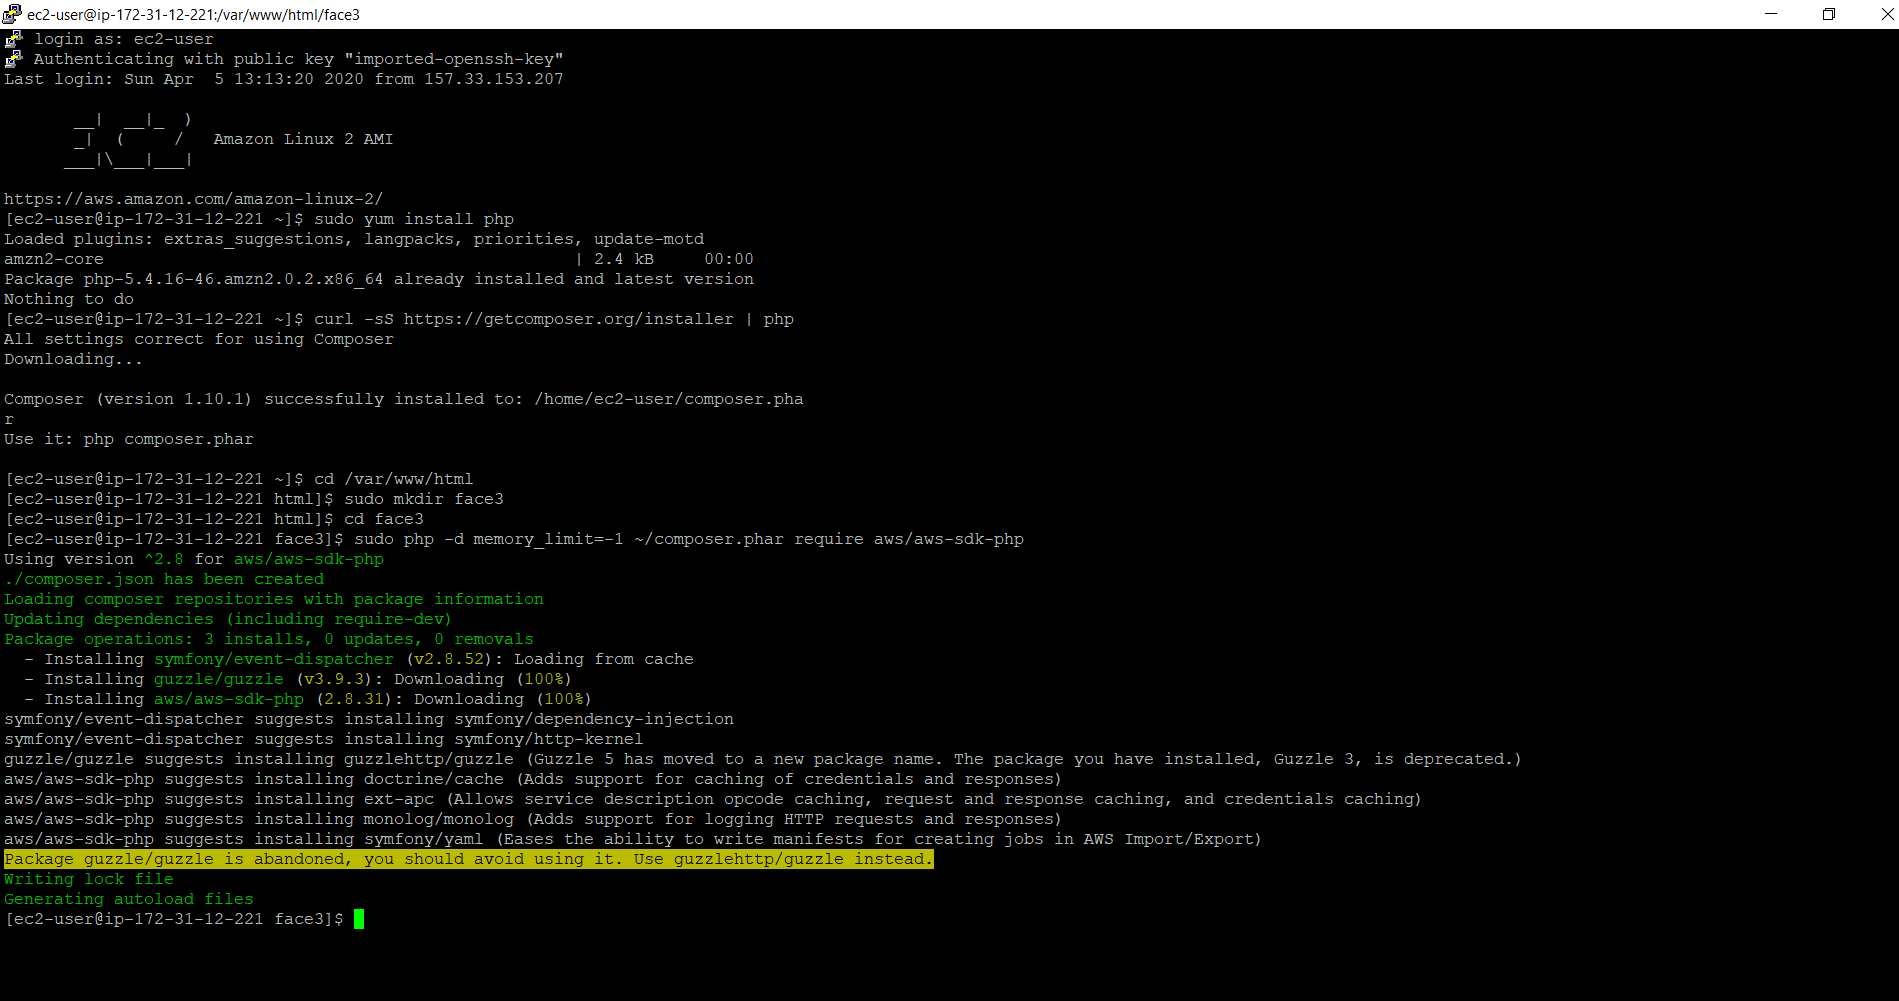 ec2-user@ip-172-31-12-221:/var/www/html/face3
login as: ec2-user
Authenticating with public key "imported-openssh-key"
Last login: Sun Apr  5 13:13:20 2020 from 157.33.153.207
       __|  __|_  )
       _|  (     /   Amazon Linux 2 AMI
      ___|\___|___|
https://aws.amazon.com/amazon-linux-2/
[ec2-user@ip-172-31-12-221 ~]$ sudo yum install php
Loaded plugins: extras_suggestions, langpacks, priorities, update-motd
amzn2-core                                               | 2.4 kB     00:00
Package php-5.4.16-46.amzn2.0.2.x86_64 already installed and latest version
Nothing to do
[ec2-user@ip-172-31-12-221 ~]$ curl -sS https://getcomposer.org/installer | php
All settings correct for using Composer
Downloading...
Composer (version 1.10.1) successfully installed to: /home/ec2-user/composer.pha
r
Use it: php composer.phar
[ec2-user@ip-172-31-12-221 ~]$ cd /var/www/html
[ec2-user@ip-172-31-12-221 html]$ sudo mkdir face3
[ec2-user@ip-172-31-12-221 html]$ cd face3
[ec2-user@ip-172-31-12-221 face3]$ sudo php -d memory_limit=-1 ~/composer.phar require aws/aws-sdk-php
Using version ^2.8 for aws/aws-sdk-php
./composer.json has been created
Loading composer repositories with package information
Updating dependencies (including require-dev)
Package operations: 3 installs, 0 updates, 0 removals
  - Installing symfony/event-dispatcher (v2.8.52): Loading from cache
  - Installing guzzle/guzzle (v3.9.3): Downloading (100%)
  - Installing aws/aws-sdk-php (2.8.31): Downloading (100%)
symfony/event-dispatcher suggests installing symfony/dependency-injection
symfony/event-dispatcher suggests installing symfony/http-kernel
guzzle/guzzle suggests installing guzzlehttp/guzzle (Guzzle 5 has moved to a new package name. The package you have installed, Guzzle 3, is deprecated.)
aws/aws-sdk-php suggests installing doctrine/cache (Adds support for caching of credentials and responses)
aws/aws-sdk-php suggests installing ext-apc (Allows service description opcode caching, request and response caching, and credentials caching)
aws/aws-sdk-php suggests installing monolog/monolog (Adds support for logging HTTP requests and responses)
aws/aws-sdk-php suggests installing symfony/yaml (Eases the ability to write manifests for creating jobs in AWS Import/Export)
Package guzzle/guzzle is abandoned, you should avoid using it. Use guzzlehttp/guzzle instead.
Writing lock file
Generating autoload files
[ec2-user@ip-172-31-12-221 face3]$